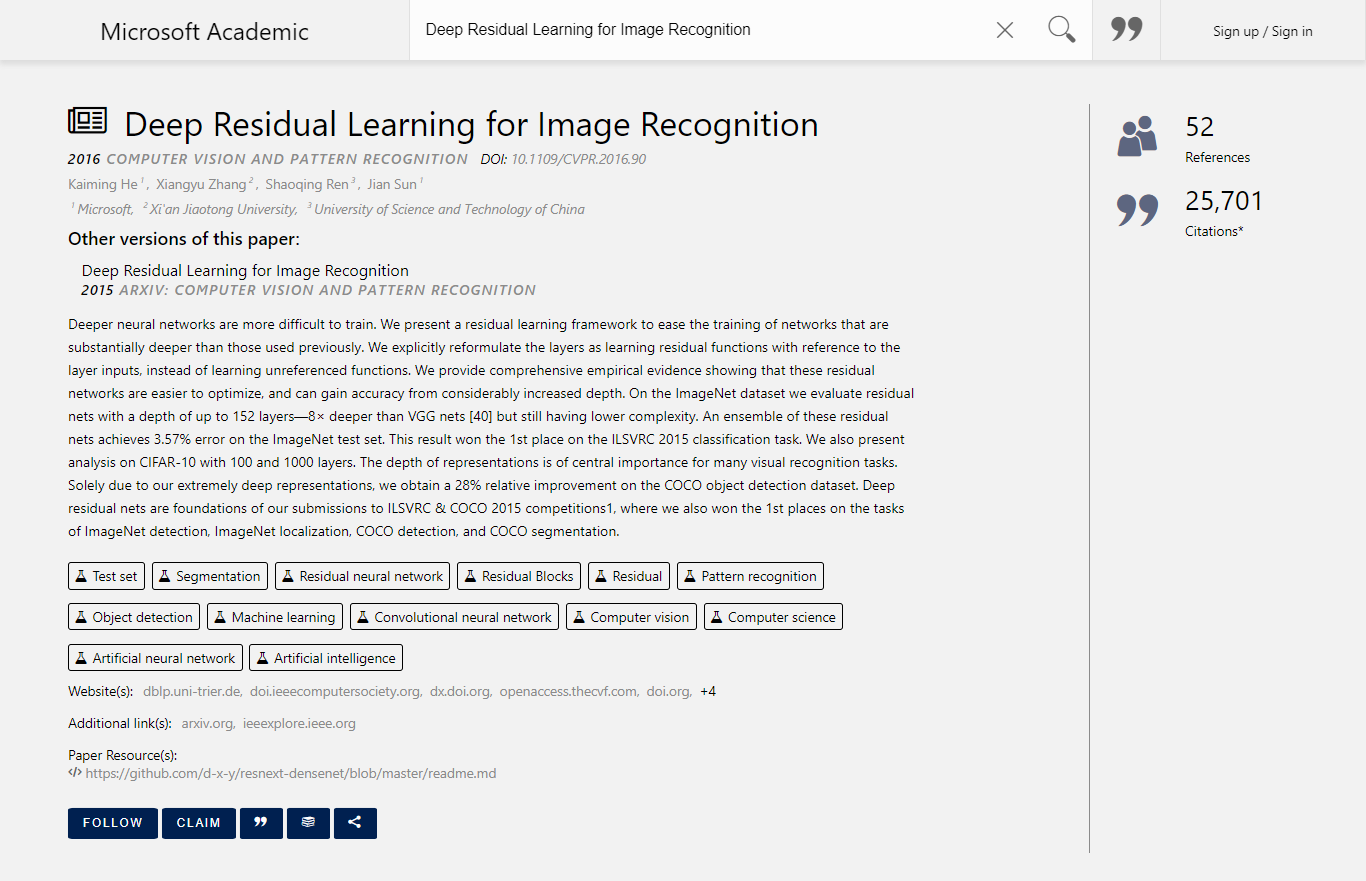 Microsoft Academic
Deep Residual Learning for Image Recognition
Sign up / Sign in
Deep Residual Learning for Image Recognition
2016 COMPUTER VISION AND PATTERN RECOGNITION DOI: 10.1109/CVPR.2016.90
Kaiming He 1, Xiangyu Zhang 2, Shaoqing Ren 3, Jian Sun 1
1 Microsoft, 2 Xi'an Jiaotong University, 3 University of Science and Technology of China
Other versions of this paper:
Deep Residual Learning for Image Recognition
2015 ARXIV: COMPUTER VISION AND PATTERN RECOGNITION
Deeper neural networks are more difficult to train. We present a residual learning framework to ease the training of networks that are
substantially deeper than those used previously. We explicitly reformulate the layers as learning residual functions with reference to the
layer inputs, instead of learning unreferenced functions. We provide comprehensive empirical evidence showing that these residual
networks are easier to optimize, and can gain accuracy from considerably increased depth. On the ImageNet dataset we evaluate residual
nets with a depth of up to 152 layers—8× deeper than VGG nets [40] but still having lower complexity. An ensemble of these residual
nets achieves 3.57% error on the ImageNet test set. This result won the 1st place on the ILSVRC 2015 classification task. We also present
analysis on CIFAR-10 with 100 and 1000 layers. The depth of representations is of central importance for many visual recognition tasks.
Solely due to our extremely deep representations, we obtain a 28% relative improvement on the COCO object detection dataset. Deep
residual nets are foundations of our submissions to ILSVRC & COCO 2015 competitions1, where we also won the 1st places on the tasks
of ImageNet detection, ImageNet localization, COCO detection, and COCO segmentation.
Test set Segmentation Residual neural network Residual Blocks Residual Pattern recognition
Object detection Machine learning Convolutional neural network Computer vision Computer science
Artificial neural network Artificial intelligence
Website(s): dblp.uni-trier.de, doi.ieeecomputersociety.org, dx.doi.org, openaccess.thecvf.com, doi.org, +4
Additional link(s): arxiv.org, ieeexplore.ieee.org
Paper Resource(s):
</> https://github.com/d-x-y/resnext-densenet/blob/master/readme.md
FOLLOW CLAIM
52
References
25,701
Citations*